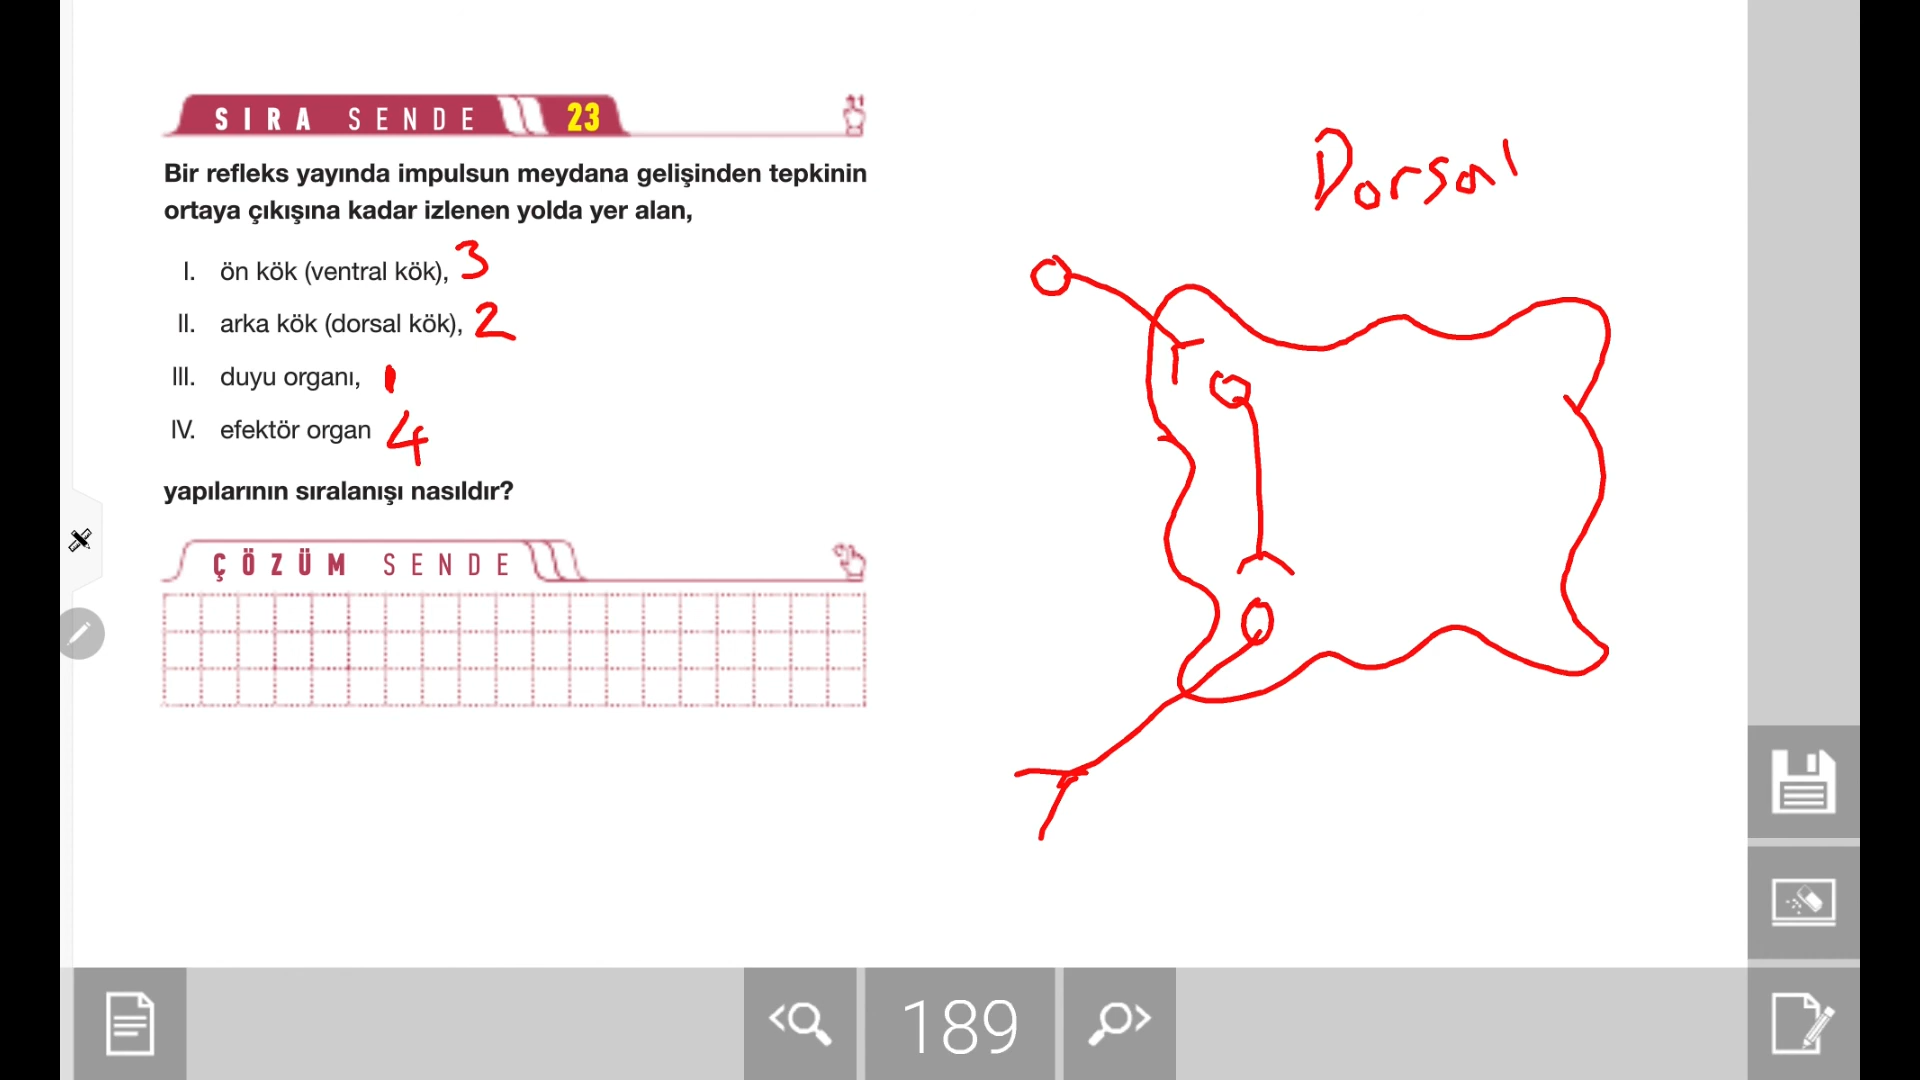 SIRA SENDE 23
Bir refleks yayında impulsun meydana gelişinden tepkinin
ortaya çıkışına kadar izlenen yolda yer alan,
I. ön kök (ventral kök), 3
II. arka kök (dorsal kök), 2
III. duyu organı, 1
IV. efektör organ 4
yapılarının sıralanışı nasıldır?
ÇÖZÜM SENDE
Dorsal
189